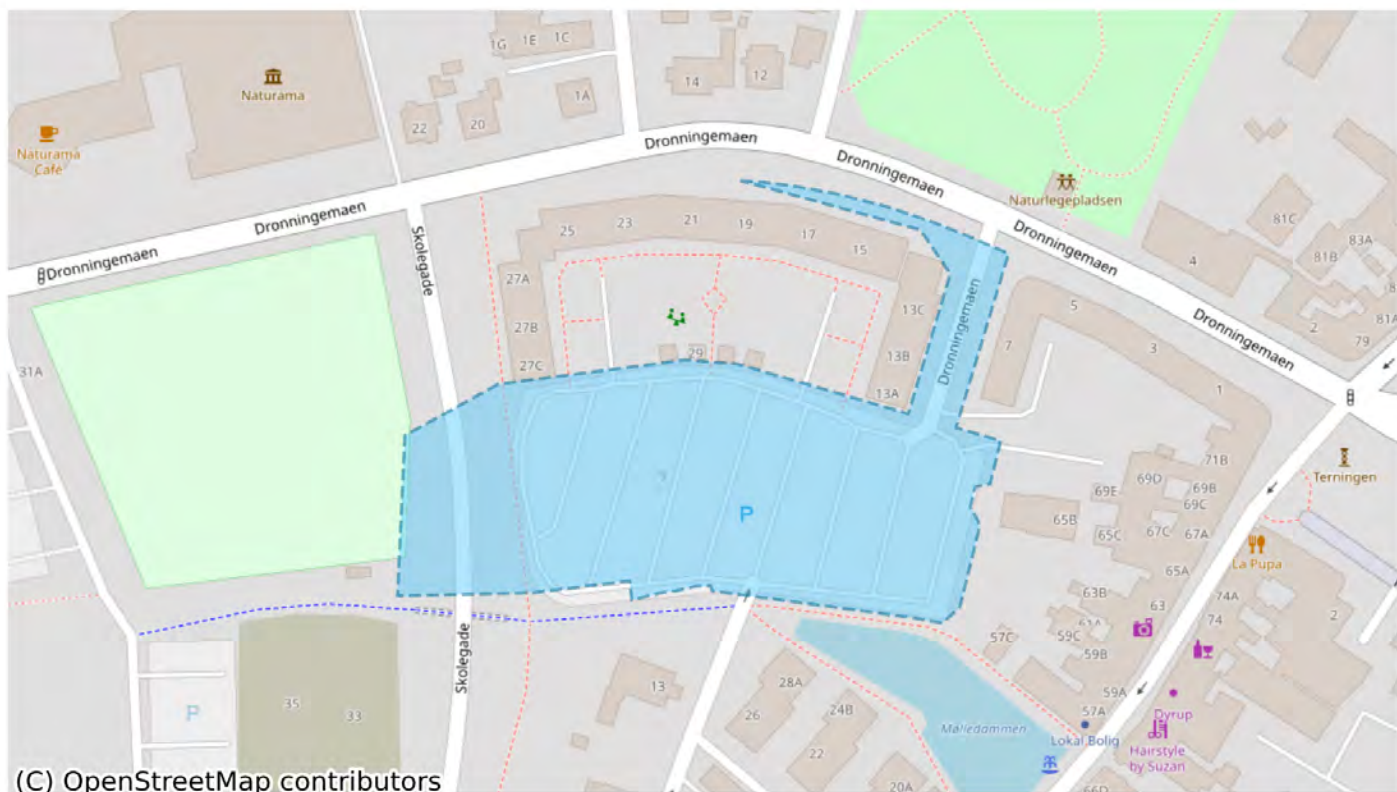 1G
1E
1C
Naturama
14
12
1A
22
20
Naturama
Café
Dronningemaen
Dronningemaen
Dronningemaen
Dronningemaen
Dronningemaen
Dronningemaen
Dronningemaen
Dronningemaen
Naturlegepladsen
81C
83A
81B
4
2
81A
79
Skolegade
25
23
21
19
17
15
27A
27B
27C
29
13C
13B
13A
7
5
3
1
31A
P
71B
69D
69E
69B
69C
65B
65C
67C
67A
65A
Terningen
La Pupa
63B
63
61A
59C
59B
57C
74A
74
2
59A
57A
Dyrup
Lokal Bolig
Hairstyle
by Suzan
Mølledammen
Skolegade
13
28A
26
24B
22
20A
66D
35
33
P
(C) OpenStreetMap contributors